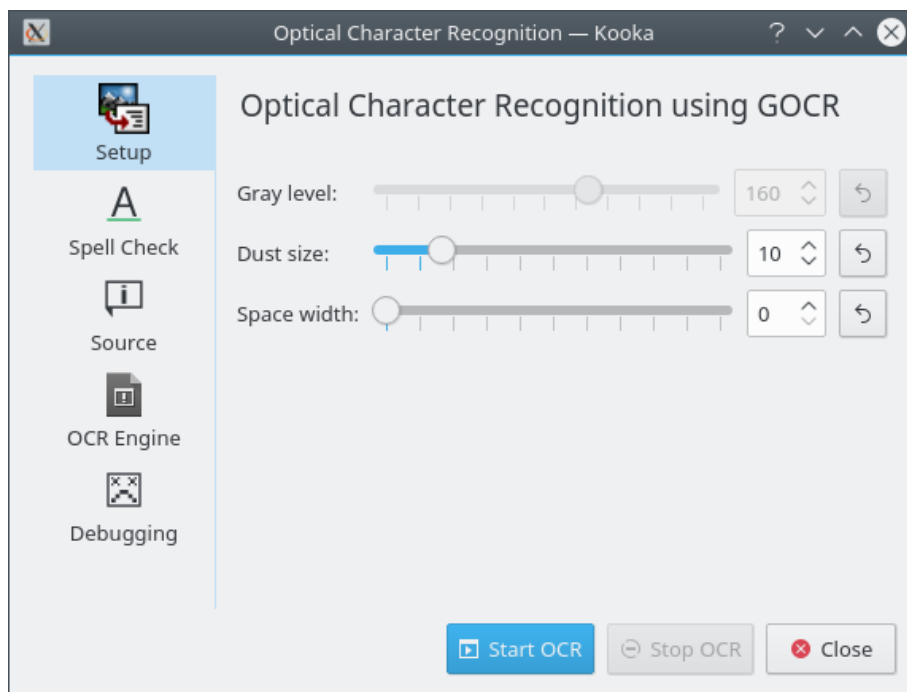 Optical Character Recognition — Kooka
Setup
Spell Check
Source
OCR Engine
Debugging
Optical Character Recognition using GOCR
Gray level: 160
Dust size: 10
Space width: 0
Start OCR Stop OCR Close